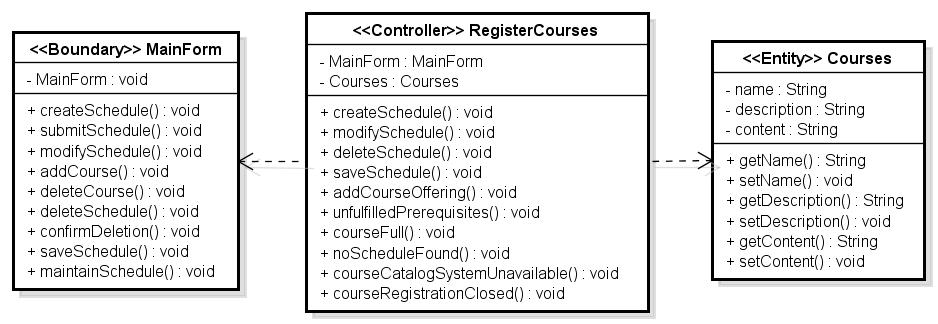 <<Boundary>> MainForm
- MainForm : void
+ createSchedule() : void
+ submitSchedule() : void
+ modifySchedule() : void
+ addCourse() : void
+ deleteCourse() : void
+ deleteSchedule() : void
+ confirmDeletion() : void
+ saveSchedule() : void
+ maintainSchedule() : void
<<Controller>> RegisterCourses
- MainForm : MainForm
- Courses : Courses
+ createSchedule() : void
+ modifySchedule() : void
+ deleteSchedule() : void
+ saveSchedule() : void
+ addCourseOffering() : void
+ unfulfilledPrerequisites() : void
+ courseFull() : void
+ noScheduleFound() : void
+ courseCatalogSystemUnavailable() : void
+ courseRegistrationClosed() : void
<<Entity>> Courses
- name : String
- description : String
- content : String
+ getName() : String
+ setName() : void
+ getDescription() : String
+ setDescription() : void
+ getContent() : String
+ setContent() : void